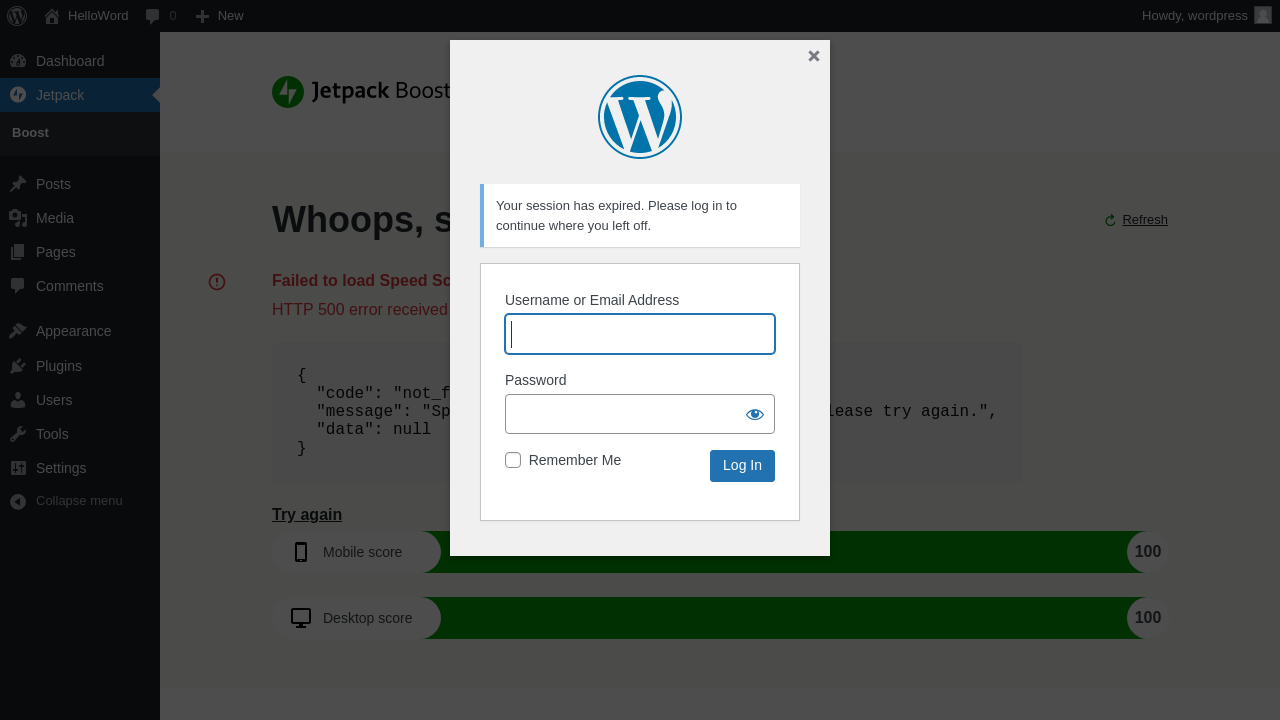 HelloWord
0
New
Howdy, wordpress
Dashboard
Jetpack
Boost
Posts
Media
Pages
Comments
Appearance
Plugins
Users
Tools
Settings
Collapse menu
Jetpack Boost
Whoops, s
Refresh
Failed to load Speed Sc
HTTP 500 error received
{
"code": "not_f
"message": "Sp lease try again.",
"data": null
}
Try again
Mobile score
100
Desktop score
100
Your session has expired. Please log in to
continue where you left off.
Username or Email Address
Password
Remember Me
Log In